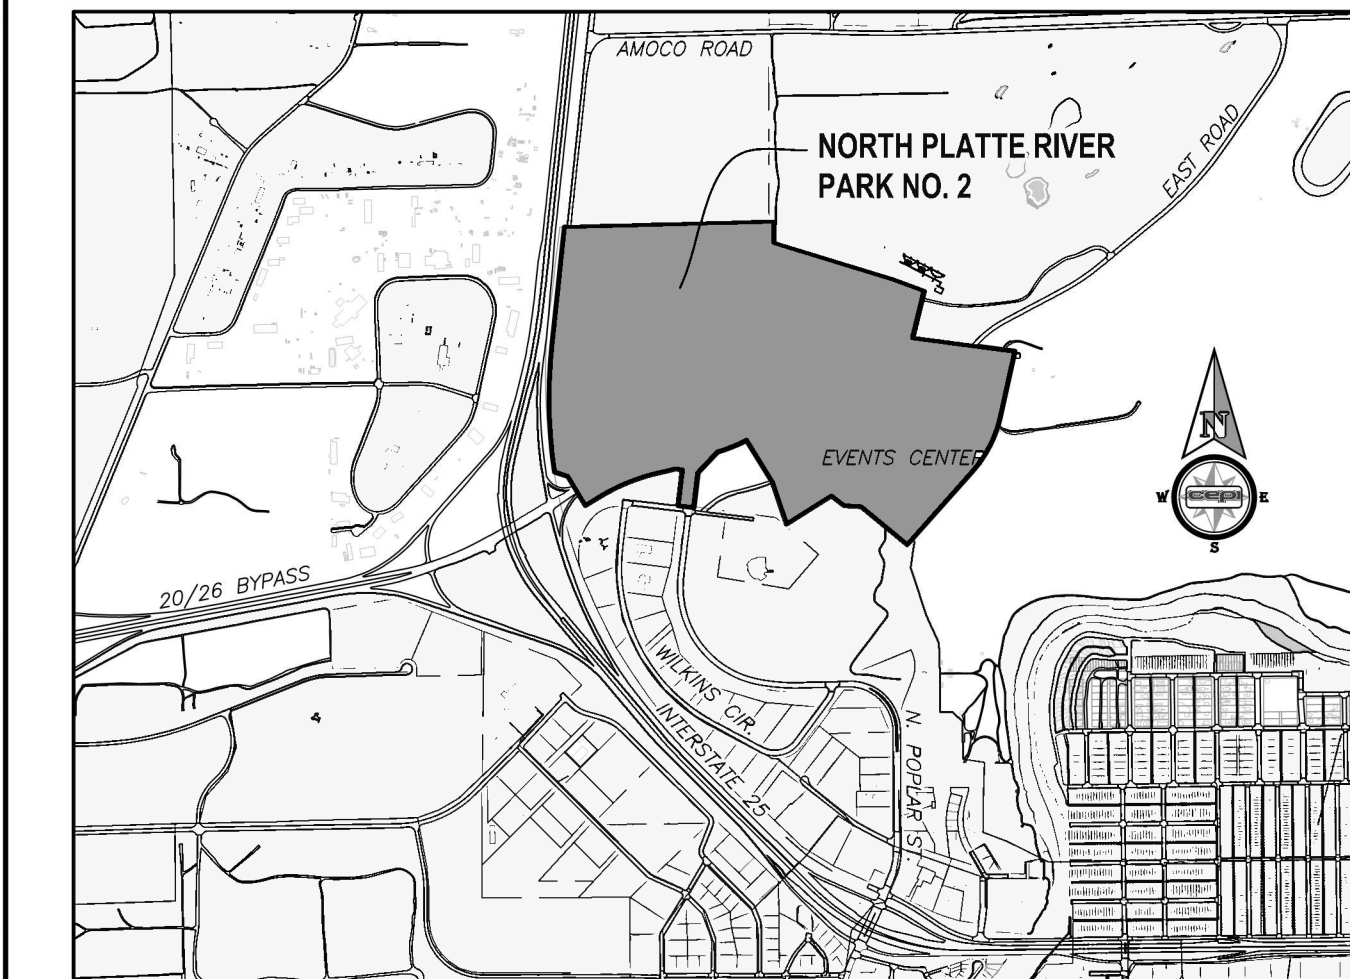 AMOCO ROAD
NORTH PLATTE RIVER
PARK NO. 2
EAST ROAD
EVENTS CENTER
N
W
cepi
E
S
20/26 BYPASS
WILKINS CIR.
INTERSTATE 25
N POPLAR ST.